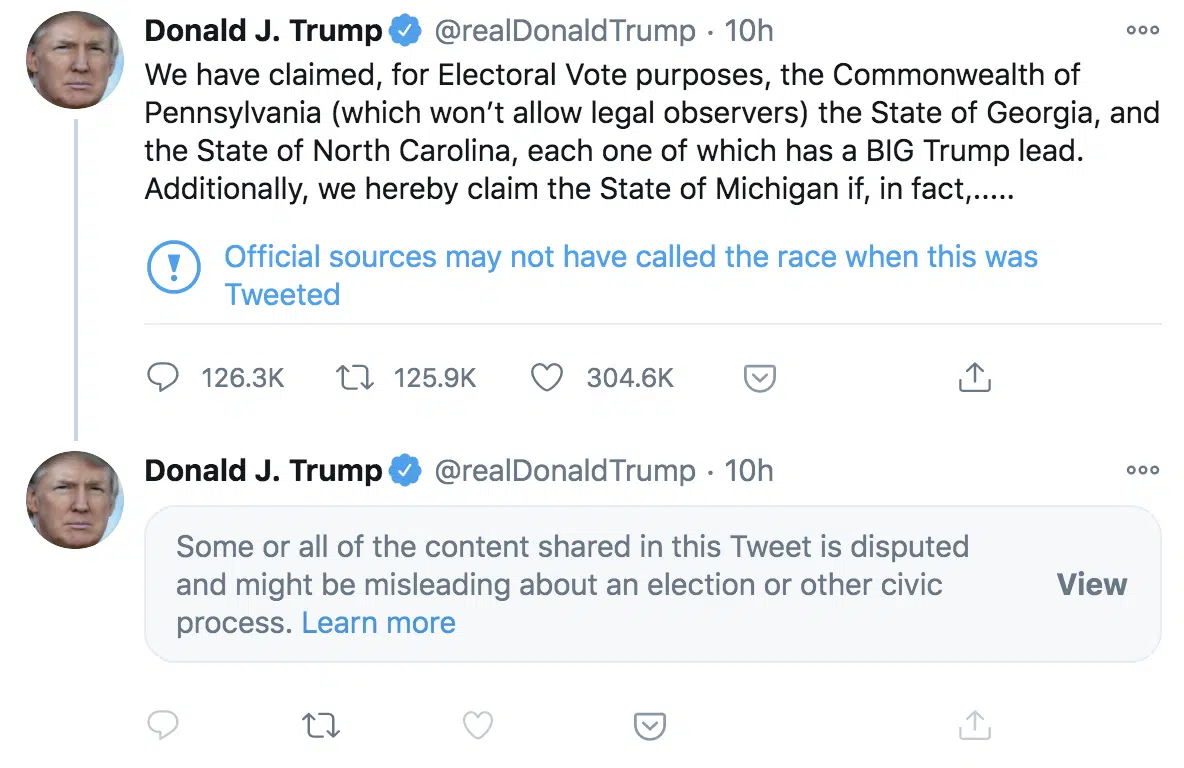 Donald J. Trump @realDonaldTrump · 10h
We have claimed, for Electoral Vote purposes, the Commonwealth of
Pennsylvania (which won’t allow legal observers) the State of Georgia, and
the State of North Carolina, each one of which has a BIG Trump lead.
Additionally, we hereby claim the State of Michigan if, in fact,.....
Official sources may not have called the race when this was
Tweeted
126.3K 125.9K 304.6K
Donald J. Trump @realDonaldTrump · 10h
Some or all of the content shared in this Tweet is disputed
and might be misleading about an election or other civic
process. Learn more
View